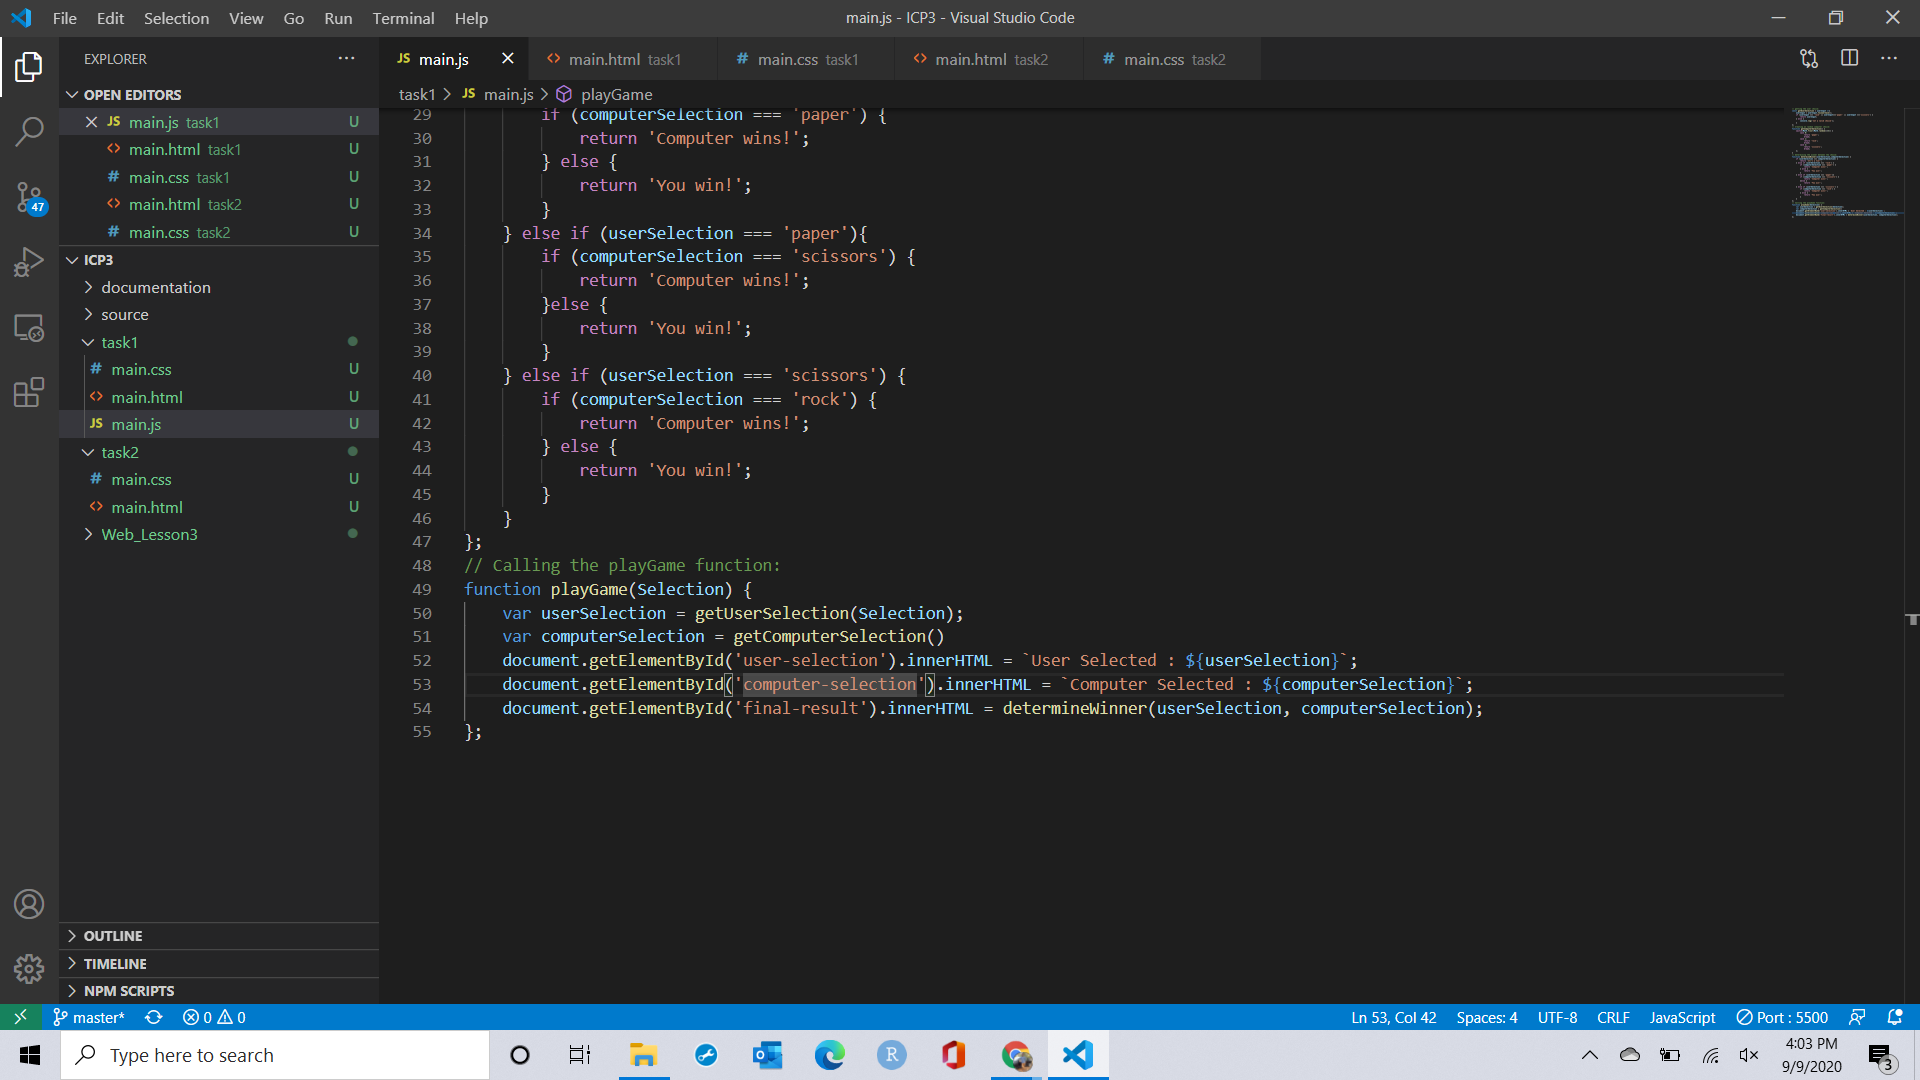 File Edit Selection View Go Run Terminal Help
main.js - ICP3 - Visual Studio Code
EXPLORER
OPEN EDITORS
JS main.js task1 U
<> main.html task1 U
# main.css task1 U
<> main.html task2 U
# main.css task2 U
ICP3
documentation
source
task1
# main.css U
<> main.html U
JS main.js U
task2
# main.css U
<> main.html U
Web_Lesson3
OUTLINE
TIMELINE
NPM SCRIPTS
47
JS main.js
<> main.html task1
# main.css task1
<> main.html task2
# main.css task2
task1 > JS main.js > playGame
29 if (computerSelection === 'paper') {
30 return 'Computer wins!';
31 } else {
32 return 'You win!';
33 }
34 } else if (userSelection === 'paper'){
35 if (computerSelection === 'scissors') {
36 return 'Computer wins!';
37 }else {
38 return 'You win!';
39 }
40 } else if (userSelection === 'scissors') {
41 if (computerSelection === 'rock') {
42 return 'Computer wins!';
43 } else {
44 return 'You win!';
45 }
46 }
47 };
48 // Calling the playGame function:
49 function playGame(Selection) {
50 var userSelection = getUserSelection(Selection);
51 var computerSelection = getComputerSelection()
52 document.getElementById('user-selection').innerHTML = `User Selected : ${userSelection}`;
53 document.getElementById('computer-selection').innerHTML = `Computer Selected : ${computerSelection}`;
54 document.getElementById('final-result').innerHTML = determineWinner(userSelection, computerSelection);
55 };
master* 0 0
Ln 53, Col 42 Spaces: 4 UTF-8 CRLF JavaScript Port : 5500
Type here to search
R
4:03 PM
9/9/2020
3